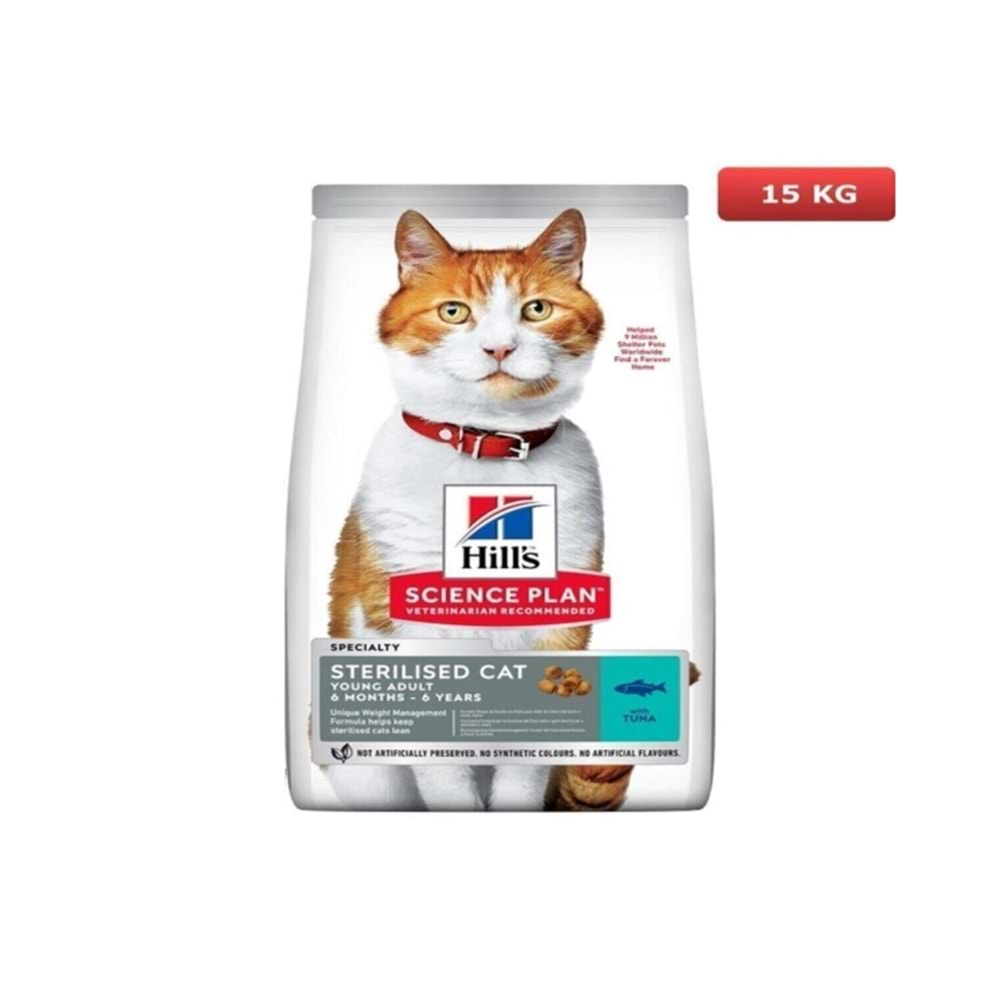 15 KG
Helped
9 Million
Shelter Pets
Worldwide
Find a Forever
Home
Hill's
SCIENCE PLAN™
VETERINARIAN RECOMMENDED
SPECIALTY
STERILISED CAT
YOUNG ADULT
6 MONTHS - 6 YEARS
Unique Weight Management
Formula helps keep
sterilised cats lean
with
TUNA
NOT ARTIFICIALLY PRESERVED. NO SYNTHETIC COLOURS. NO ARTIFICIAL FLAVOURS.